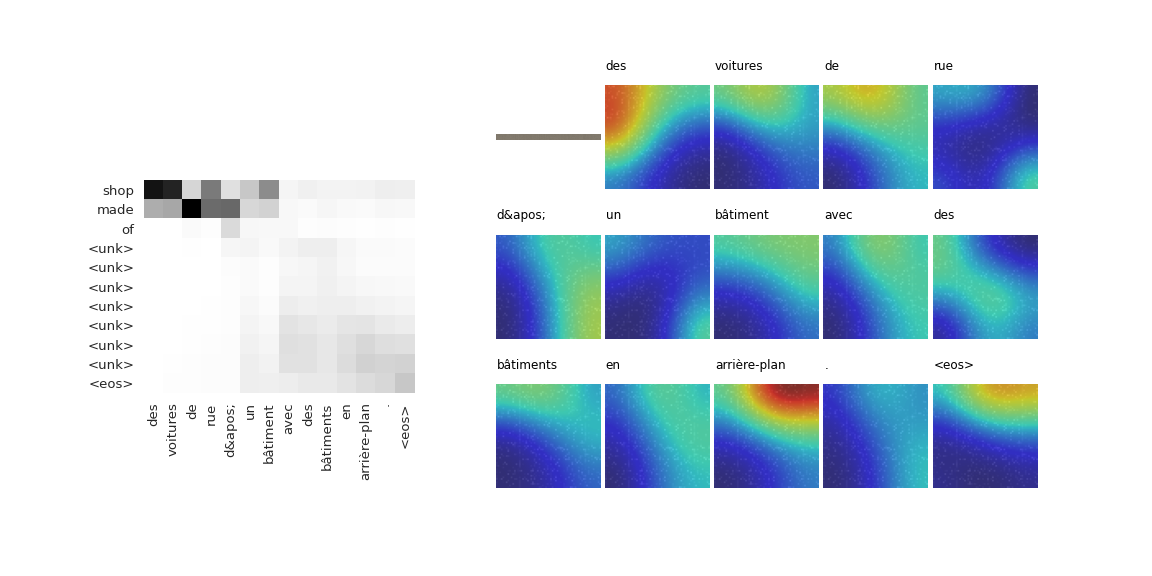 shop
made
of
<unk>
<unk>
<unk>
<unk>
<unk>
<unk>
<unk>
<eos>
des voitures de rue d&apos; un bâtiment avec des bâtiments en arrière-plan . <eos>
des voitures de rue
d&apos; un bâtiment avec des
bâtiments en arrière-plan . <eos>